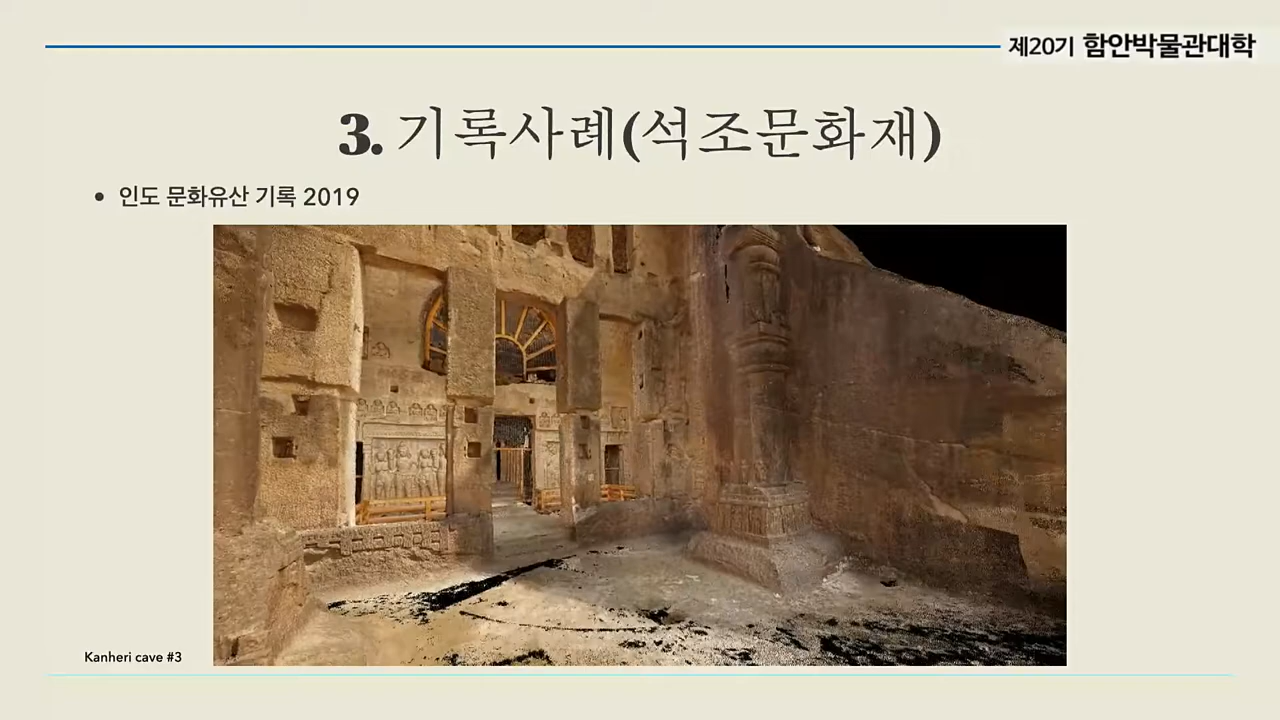 제20기 함안박물관대학
3. 기록사례(석조문화재)
• 인도 문화유산 기록 2019
Kanheri cave #3